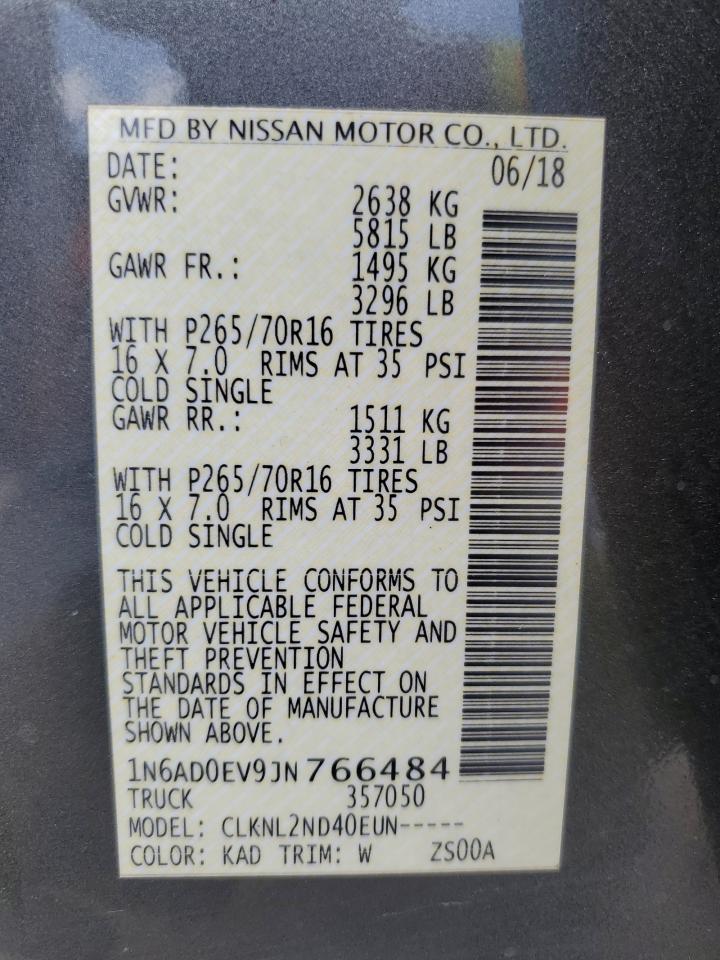 MFD BY NISSAN MOTOR CO., LTD.
DATE: 06/18
GVWR: 2638 KG
5815 LB
GAWR FR.: 1495 KG
3296 LB
WITH P265/70R16 TIRES
16 X 7.0 RIMS AT 35 PSI
COLD SINGLE
GAWR RR.: 1511 KG
3331 LB
WITH P265/70R16 TIRES
16 X 7.0 RIMS AT 35 PSI
COLD SINGLE
THIS VEHICLE CONFORMS TO
ALL APPLICABLE FEDERAL
MOTOR VEHICLE SAFETY AND
THEFT PREVENTION
STANDARDS IN EFFECT ON
THE DATE OF MANUFACTURE
SHOWN ABOVE.
1N6AD0EV9JN766484
TRUCK 357050
MODEL: CLKNL2ND40EUN-----
COLOR: KAD TRIM: W ZS00A